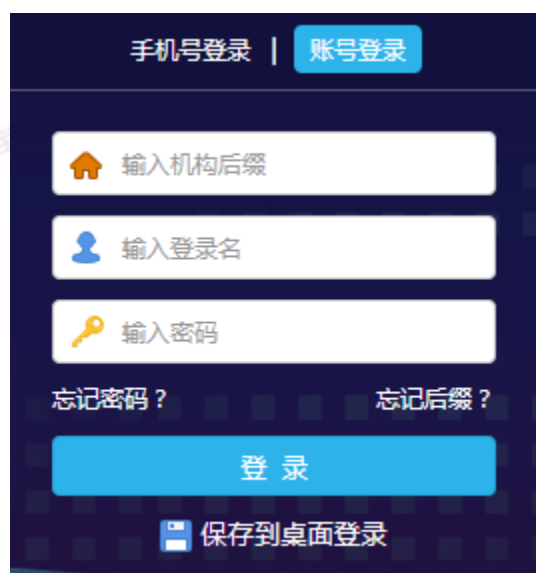 手机号登录 | 账号登录
输入机构后缀
输入登录名
输入密码
忘记密码？ 忘记后缀？
登 录
保存到桌面登录